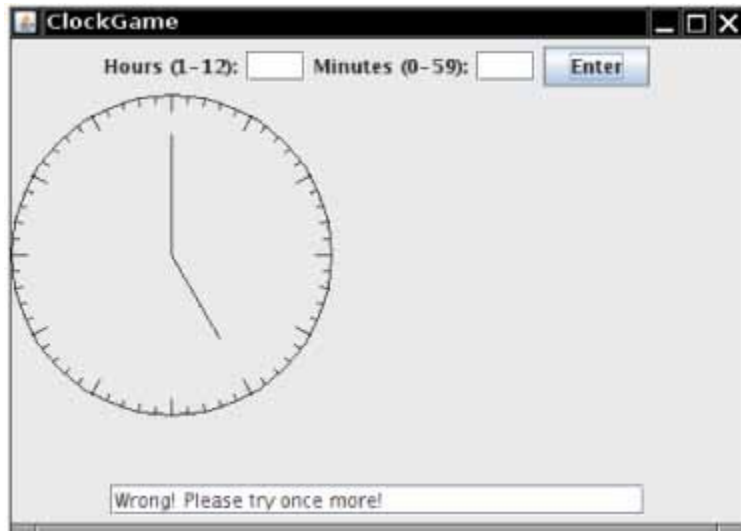 ClockGame
Hours (1-12): Minutes (0-59): Enter
Wrong! Please try once more!